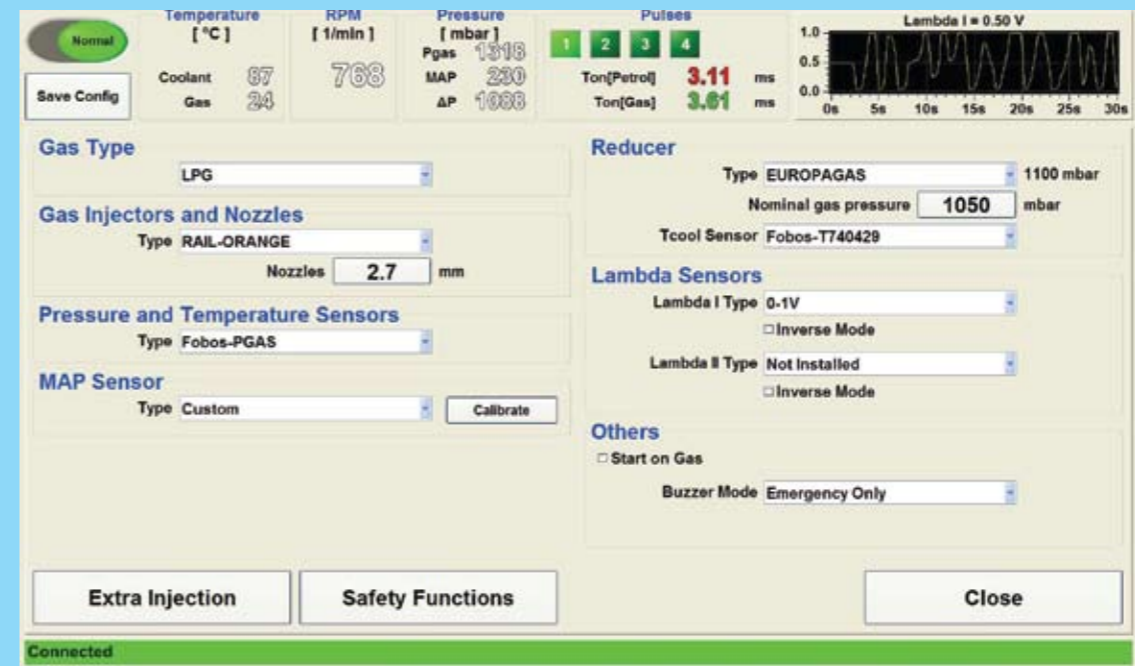 Normal
Save Config
Temperature
[ °C ]
Coolant 87
Gas 24
RPM
[ 1/min ]
768
Pressure
[ mbar ]
Pgas 1318
MAP 230
ΔP 1088
Pulses
1 2 3 4
Ton[Petrol] 3.11 ms
Ton[Gas] 3.61 ms
Lambda I = 0.50 V
1.0
0.5
0.0
0s 5s 10s 15s 20s 25s 30s
Gas Type
LPG
Gas Injectors and Nozzles
Type RAIL-ORANGE
Nozzles 2.7 mm
Pressure and Temperature Sensors
Type Fobos-PGAS
MAP Sensor
Type Custom Calibrate
Reducer
Type EUROPAGAS 1100 mbar
Nominal gas pressure 1050 mbar
Tcool Sensor Fobos-T740429
Lambda Sensors
Lambda I Type 0-1V
Inverse Mode
Lambda II Type Not Installed
Inverse Mode
Others
Start on Gas
Buzzer Mode Emergency Only
Extra Injection Safety Functions Close
Connected